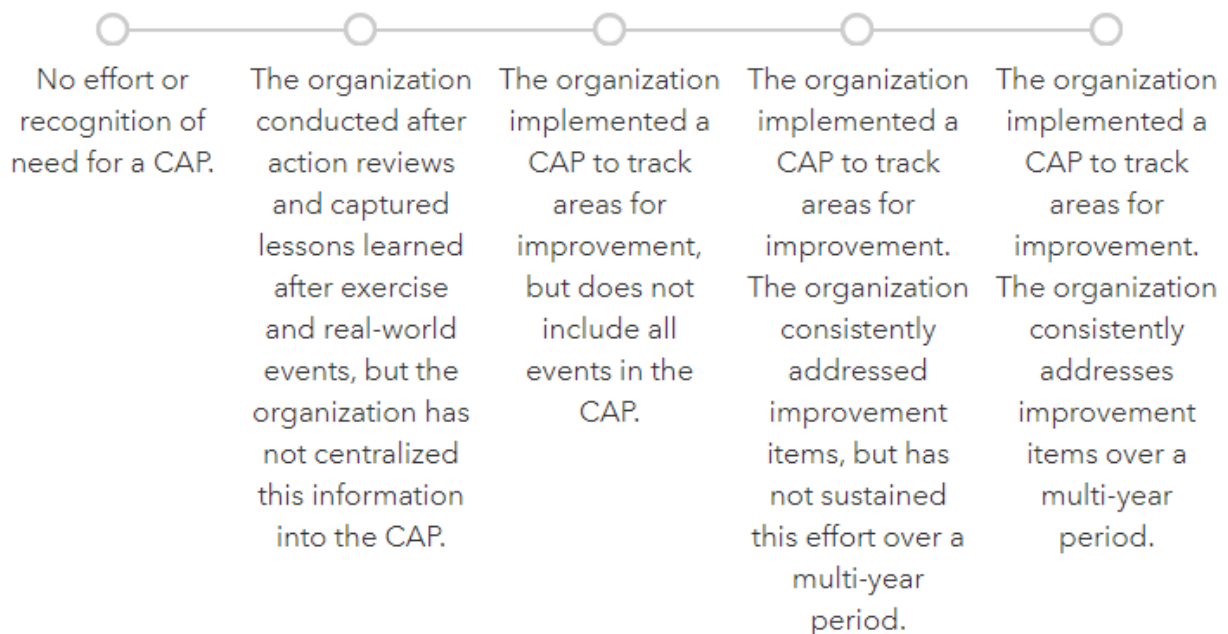 No effort or
recognition of
need for a CAP.
The organization
conducted after
action reviews
and captured
lessons learned
after exercise
and real-world
events, but the
organization has
not centralized
this information
into the CAP.
The organization
implemented a
CAP to track
areas for
improvement,
but does not
include all
events in the
CAP.
The organization
implemented a
CAP to track
areas for
improvement.
The organization
consistently
addressed
improvement
items, but has
not sustained
this effort over a
multi-year
period.
The organization
implemented a
CAP to track
areas for
improvement.
The organization
consistently
addresses
improvement
items over a
multi-year
period.